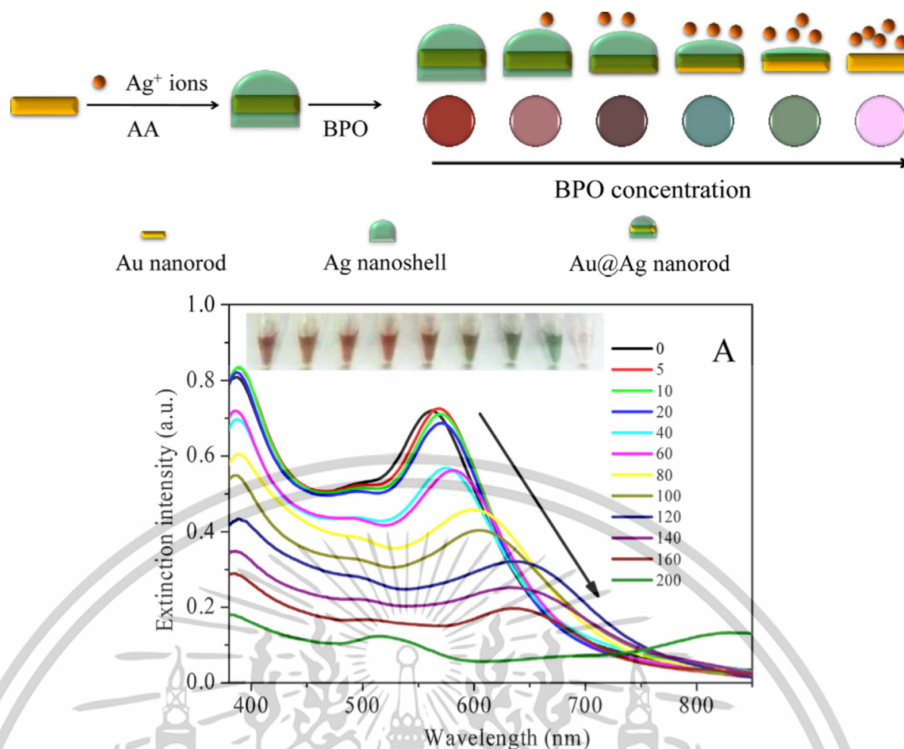 Ag⁺ ions
AA
BPO
BPO concentration
Au nanorod
Ag nanoshell
Au@Ag nanorod
A
Extinction intensity (a.u.)
1.0
0.8
0.6
0.4
0.2
0.0
0
5
10
20
40
60
80
100
120
140
160
200
400
500
600
700
800
Wavelength (nm)